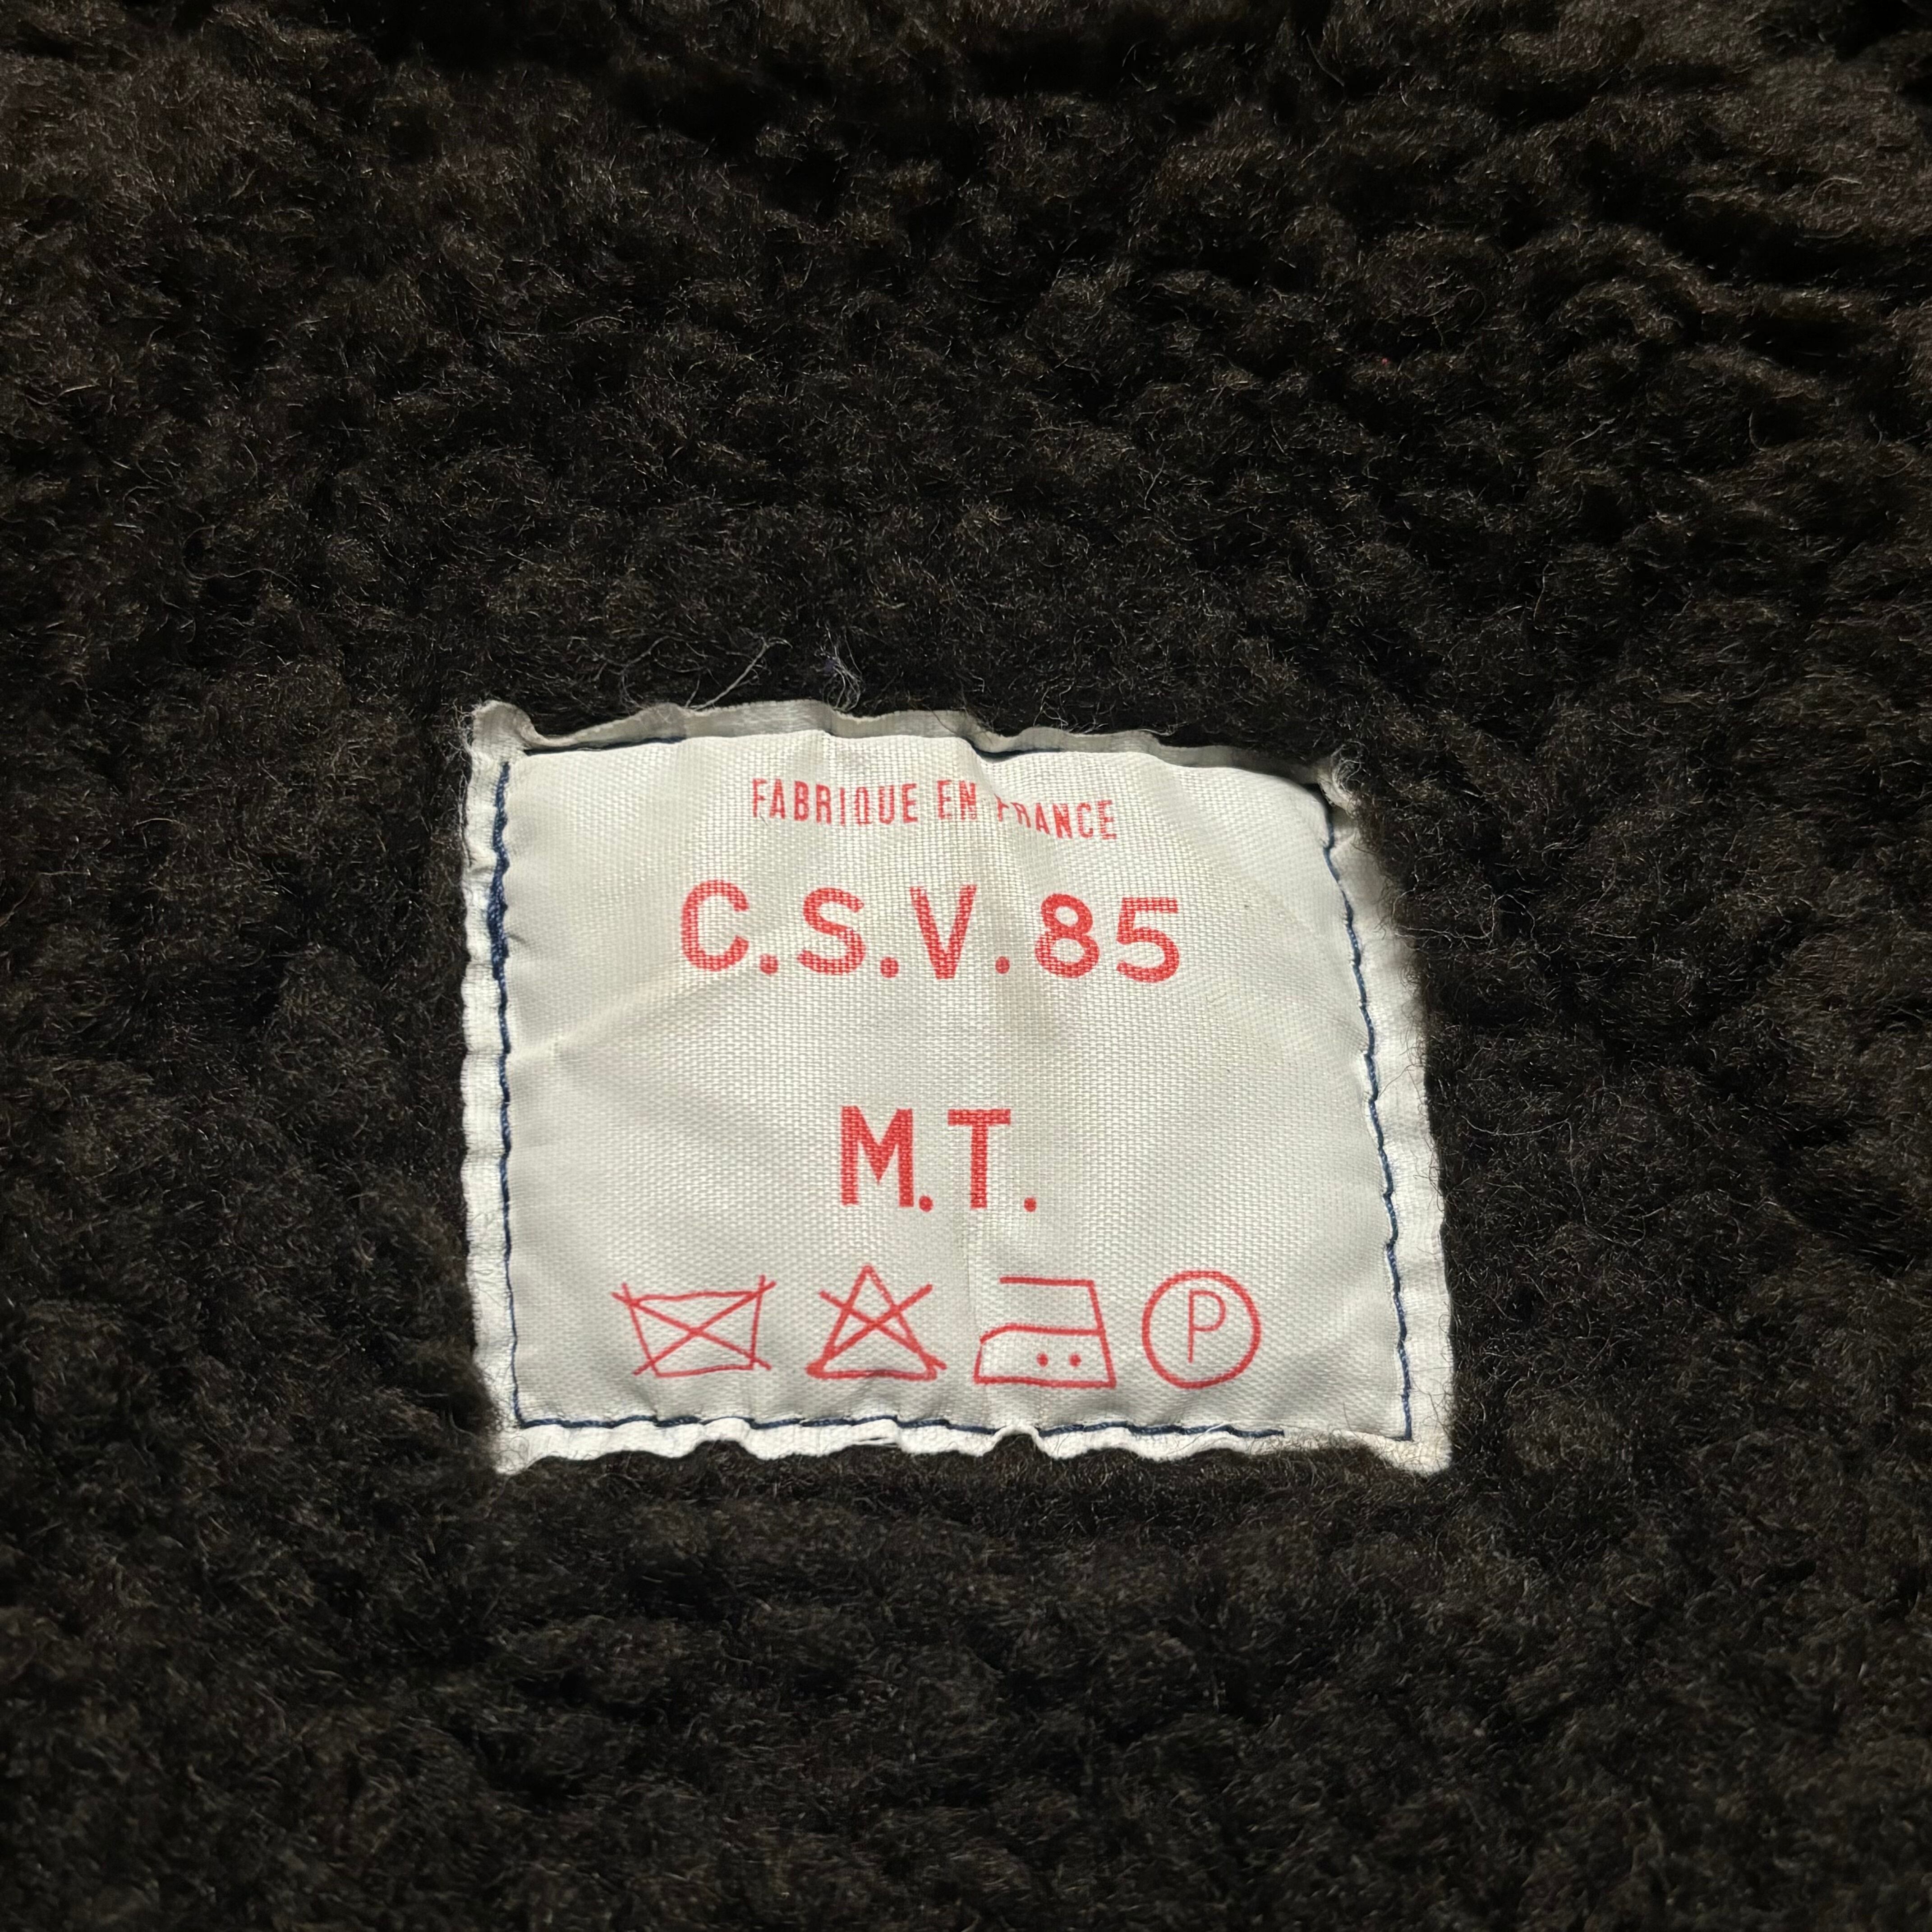 FABRIQUE EN FRANCE
C.S.V.85
M.T.
P